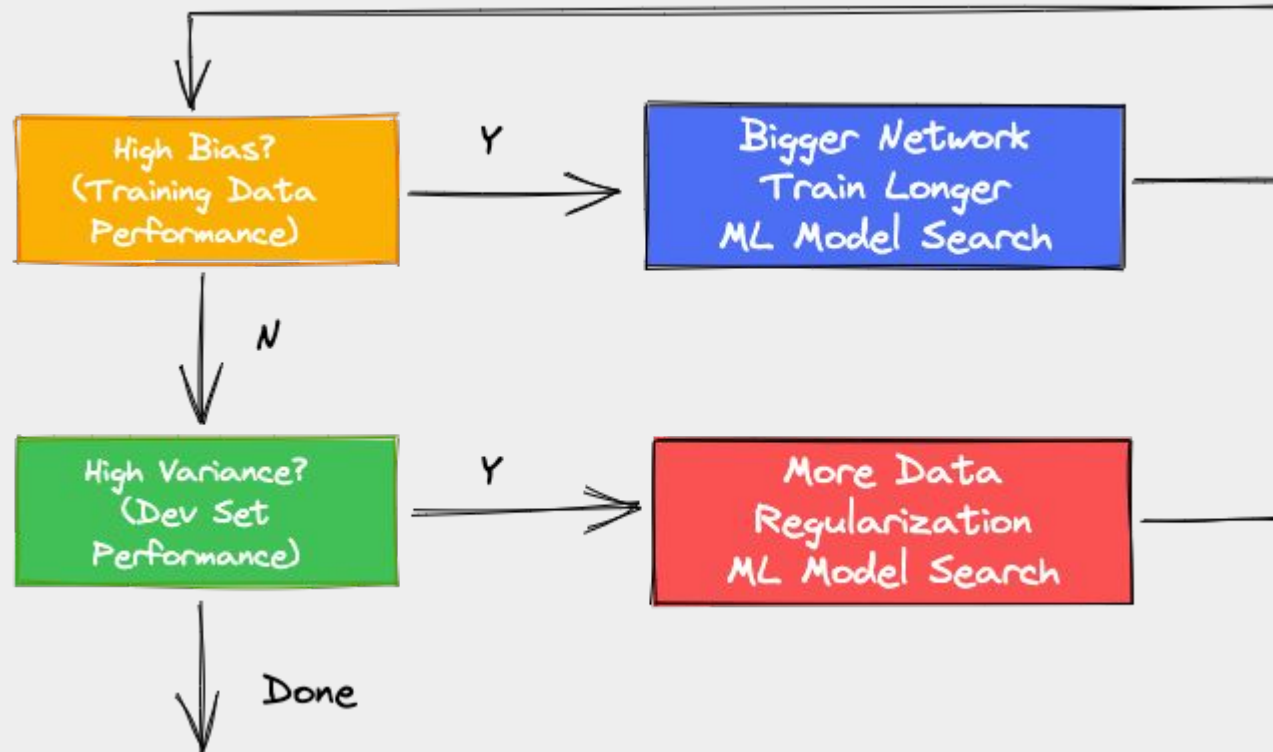 High Bias?
(Training Data
Performance)
Y
Bigger Network
Train Longer
ML Model Search
N
High Variance?
(Dev Set
Performance)
Y
More Data
Regularization
ML Model Search
Done